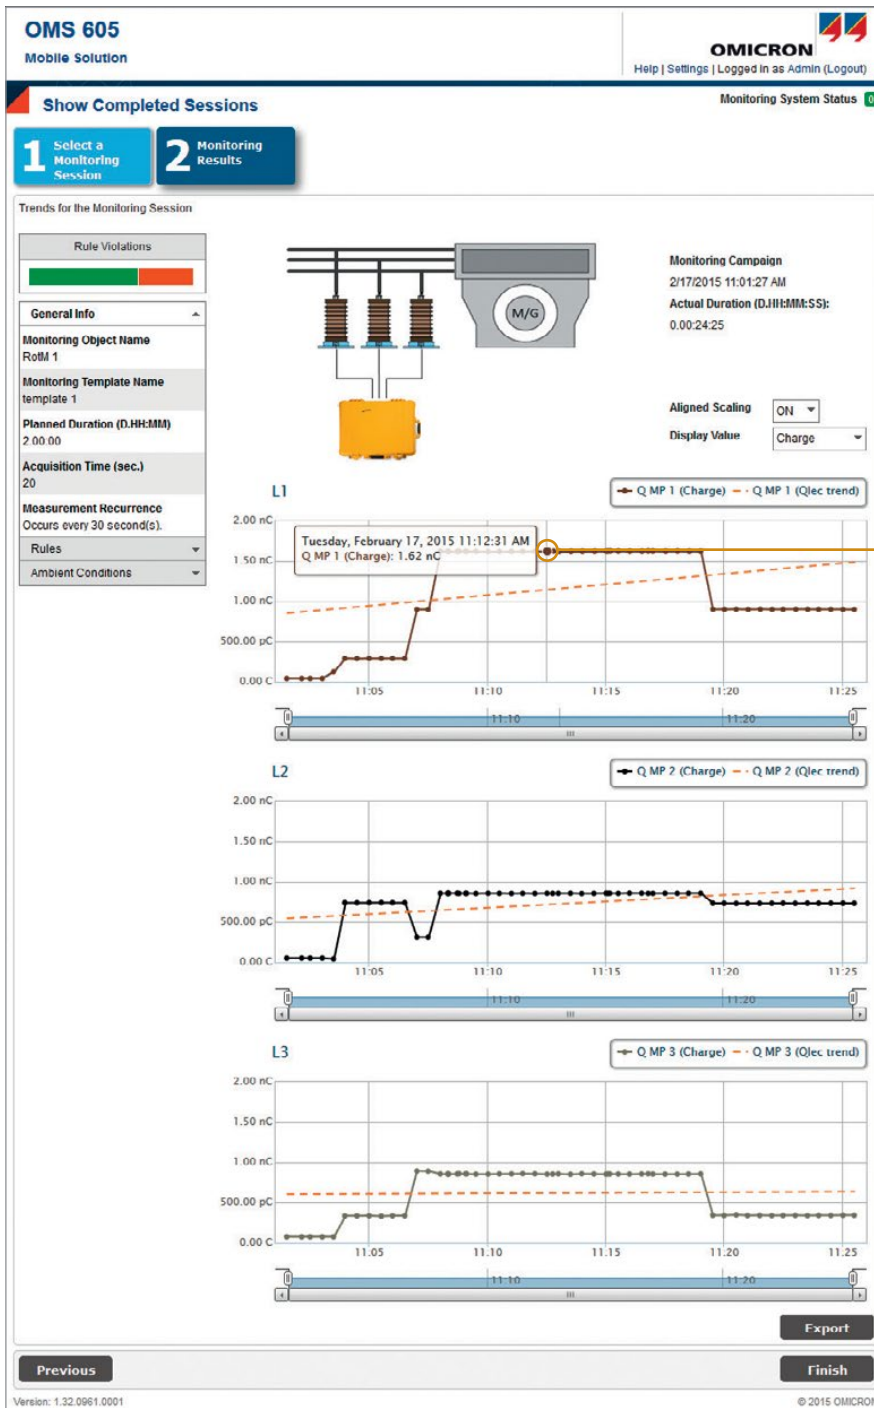 OMS 605
Mobile Solution
OMICRON
Help | Settings | Logged in as Admin (Logout)
Show Completed Sessions
Monitoring System Status
1 Select a Monitoring Session
2 Monitoring Results
Trends for the Monitoring Session
Rule Violations
General Info
Monitoring Object Name
RotM 1
Monitoring Template Name
template 1
Planned Duration (D.HH:MM)
2.00:00
Acquisition Time (sec.)
20
Measurement Recurrence
Occurs every 30 second(s).
Rules
Ambient Conditions
M/G
Monitoring Campaign
2/17/2015 11:01:27 AM
Actual Duration (D.HH:MM:SS):
0.00:24:25
Aligned Scaling ON
Display Value Charge
L1
Q MP 1 (Charge) Q MP 1 (QIec trend)
2.00 nC
Tuesday, February 17, 2015 11:12:31 AM
Q MP 1 (Charge): 1.62 nC
1.50 nC
1.00 nC
500.00 pC
0.00 C
11:05 11:10 11:15 11:20 11:25
11:10 11:20
L2
Q MP 2 (Charge) Q MP 2 (QIec trend)
2.00 nC
1.50 nC
1.00 nC
500.00 pC
0.00 C
11:05 11:10 11:15 11:20 11:25
11:10 11:20
L3
Q MP 3 (Charge) Q MP 3 (QIec trend)
2.00 nC
1.50 nC
1.00 nC
500.00 pC
0.00 C
11:05 11:10 11:15 11:20 11:25
11:10 11:20
Export
Previous
Finish
Version: 1.32.0961.0001
© 2015 OMICRON